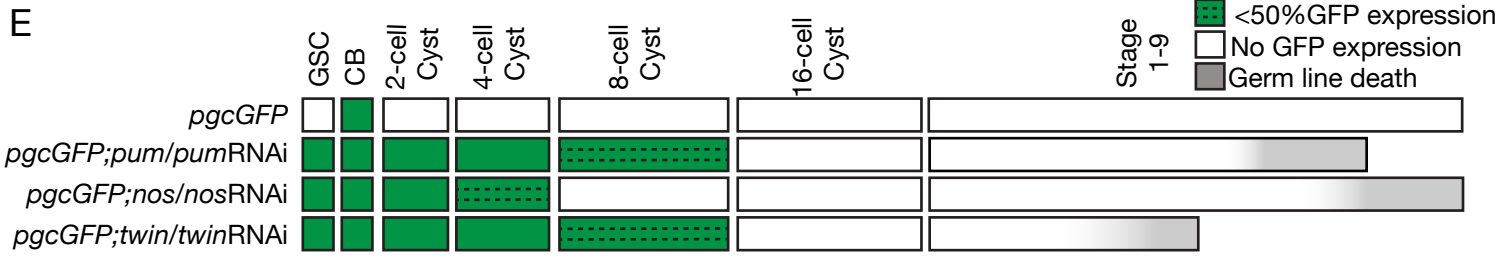 E
GSC
CB
2-cell
Cyst
4-cell
Cyst
8-cell
Cyst
16-cell
Cyst
Stage
1-9
<50%GFP expression
No GFP expression
Germ line death
pgcGFP
pgcGFP;pum/pumRNAi
pgcGFP;nos/nosRNAi
pgcGFP;twin/twinRNAi